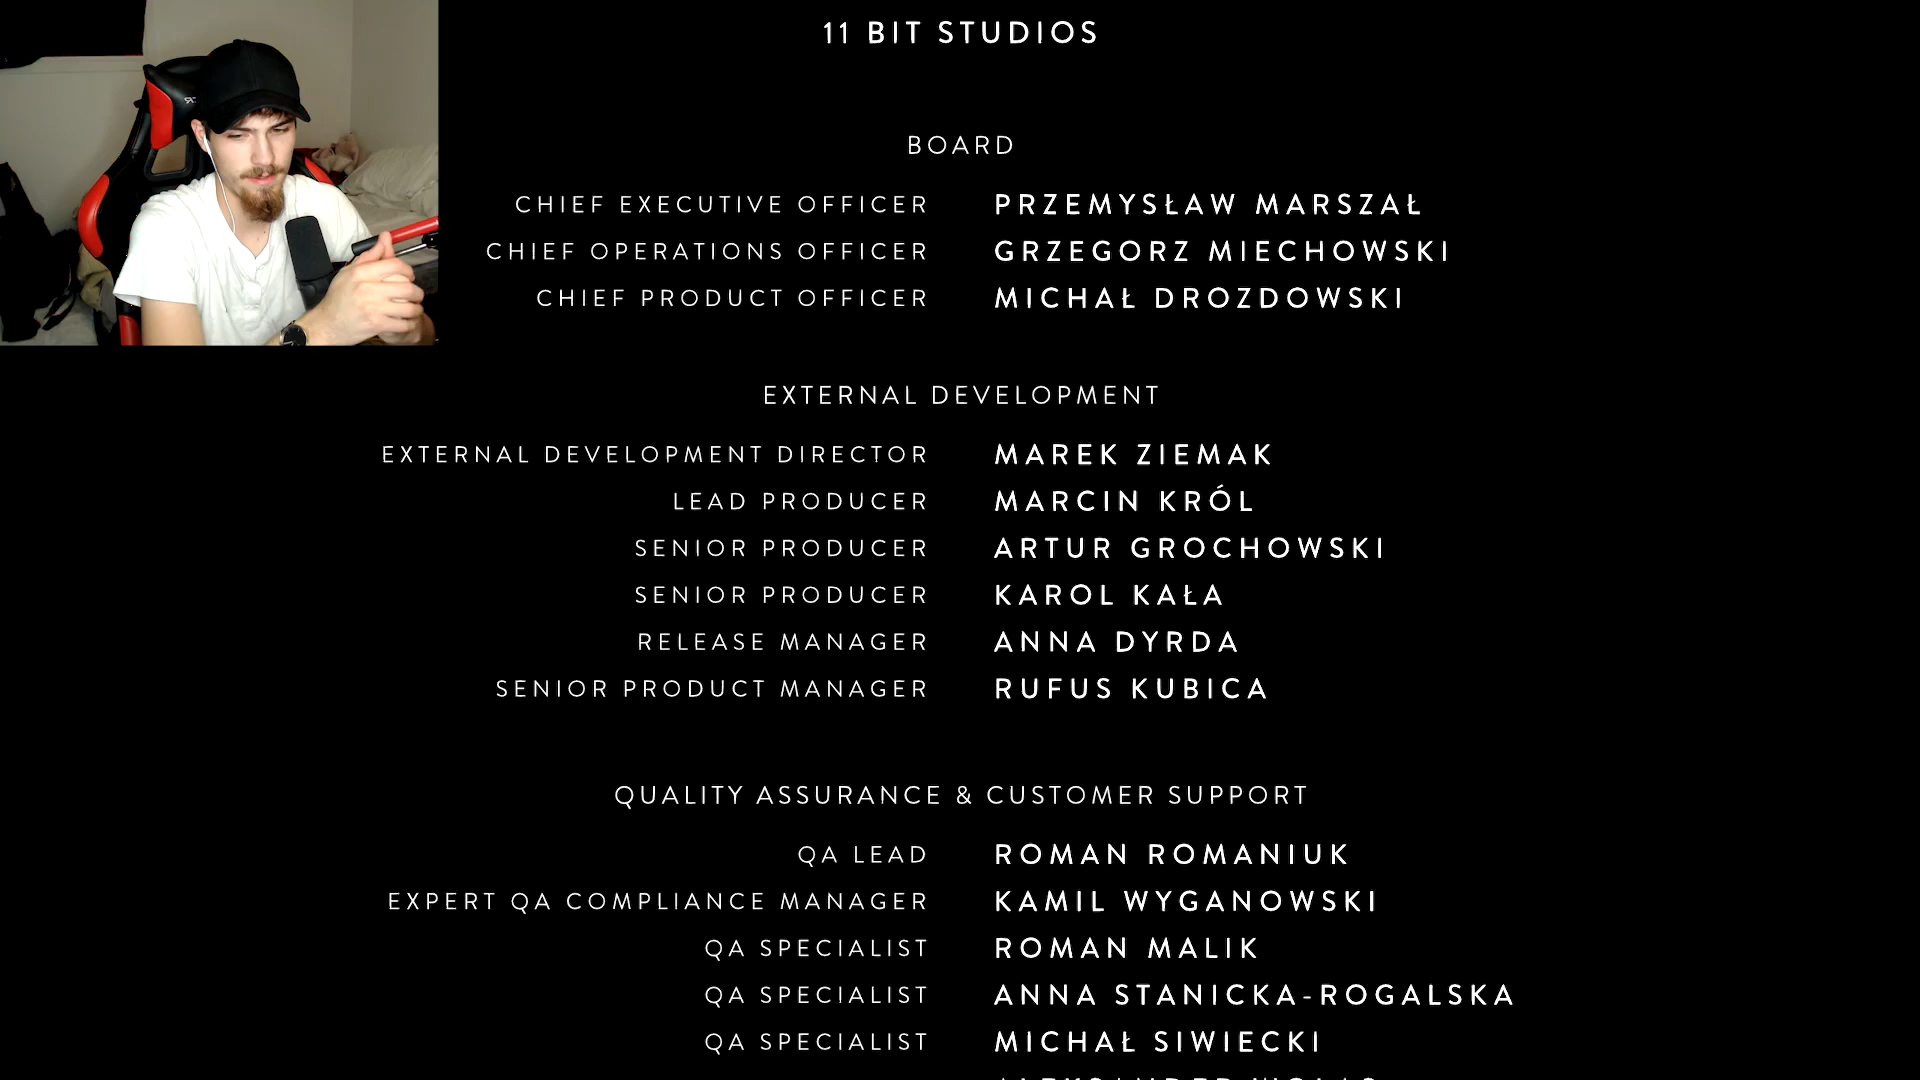 11 BIT STUDIOS
BOARD
CHIEF EXECUTIVE OFFICER PRZEMYSŁAW MARSZAŁ
CHIEF OPERATIONS OFFICER GRZEGORZ MIECHOWSKI
CHIEF PRODUCT OFFICER MICHAŁ DROZDOWSKI
EXTERNAL DEVELOPMENT
EXTERNAL DEVELOPMENT DIRECTOR MAREK ZIEMAK
LEAD PRODUCER MARCIN KRÓL
SENIOR PRODUCER ARTUR GROCHOWSKI
SENIOR PRODUCER KAROL KAŁA
RELEASE MANAGER ANNA DYRDA
SENIOR PRODUCT MANAGER RUFUS KUBICA
QUALITY ASSURANCE & CUSTOMER SUPPORT
QA LEAD ROMAN ROMANIUK
EXPERT QA COMPLIANCE MANAGER KAMIL WYGANOWSKI
QA SPECIALIST ROMAN MALIK
QA SPECIALIST ANNA STANICKA-ROGALSKA
QA SPECIALIST MICHAŁ SIWIECKI